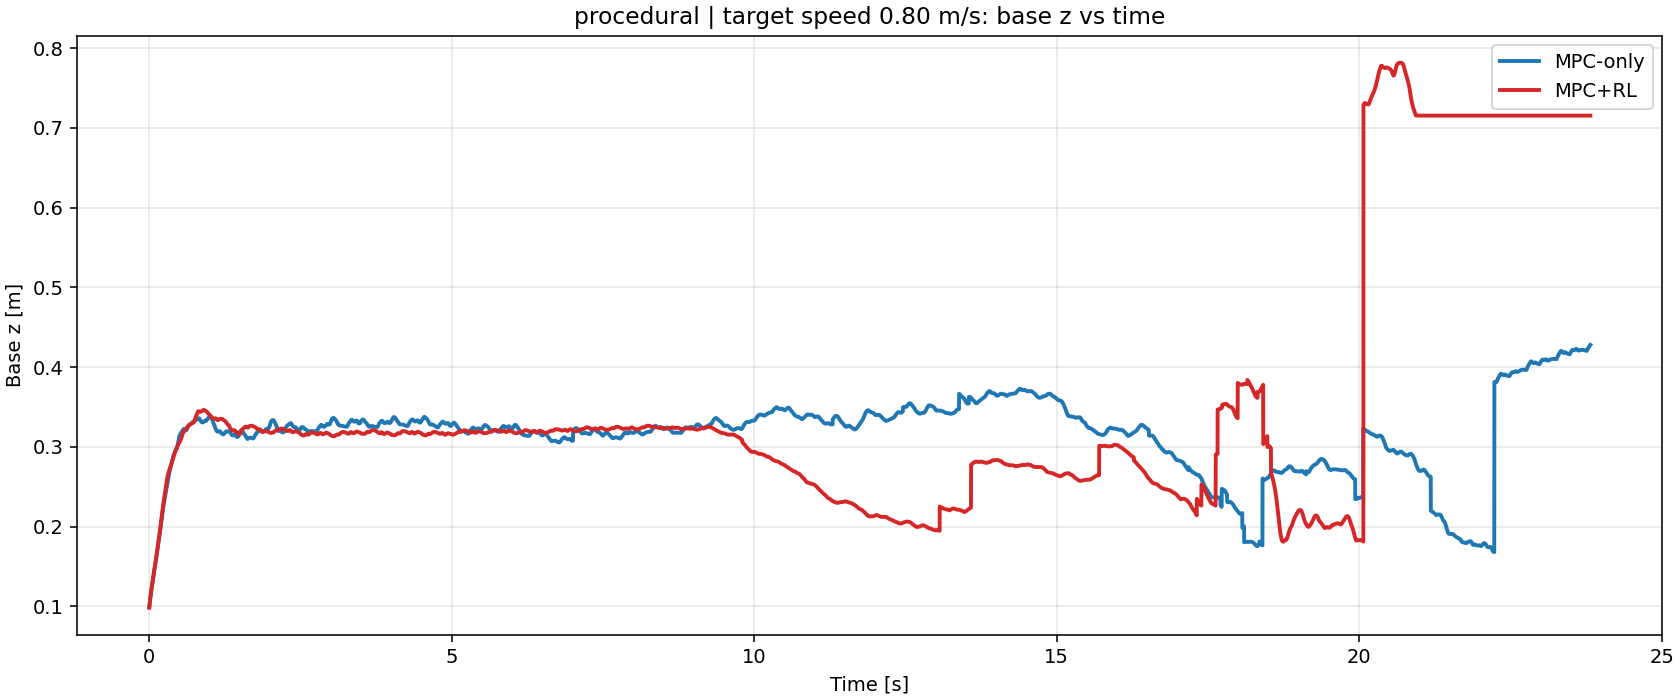 procedural | target speed 0.80 m/s: base z vs time
MPC-only
MPC+RL
Base z [m]
0.8
0.7
0.6
0.5
0.4
0.3
0.2
0.1
0 5 10 15 20 25
Time [s]